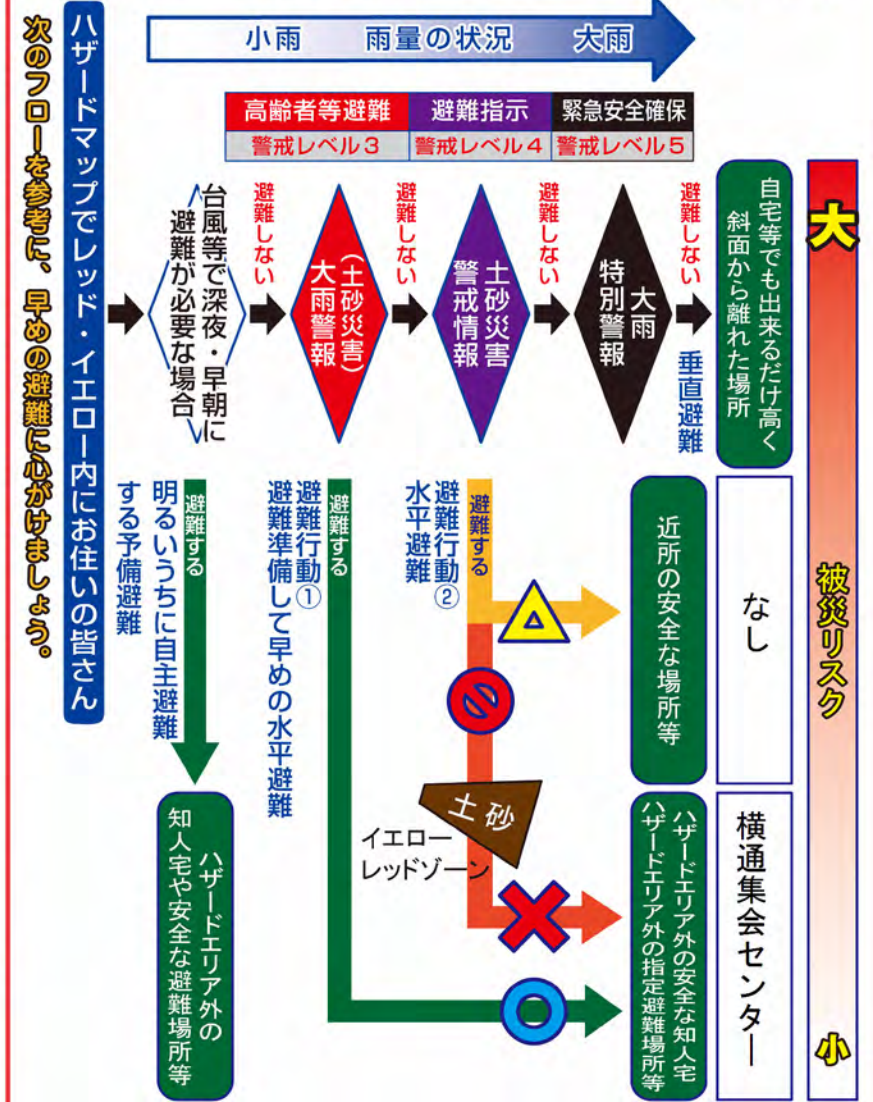 小雨
雨量の状況
大雨
高齢者等避難
避難指示
緊急安全確保
警戒レベル3
警戒レベル4
警戒レベル5
次のフローを参考に、早めの避難に心がけましょう。
ハザードマップでレッド・イエロー内にお住いの皆さん
台風等で深夜・早朝に
避難が必要な場合
避難しない
(土砂災害)
大雨警報
避難しない
土砂災害
警戒情報
避難しない
大雨
特別警報
避難しない
垂直避難
自宅等でも出来るだけ高く
斜面から離れた場所
避難する
明るいうちに自主避難
する予備避難
ハザードエリア外の
知人宅や安全な避難場所等
避難する
避難行動①
避難準備して早めの水平避難
避難する
避難行動②
水平避難
土砂
イエロー
レッドゾーン
近所の安全な場所等
なし
ハザードエリア外の安全な知人宅
ハザードエリア外の指定避難場所等
横通集会センター
大
被災リスク
小